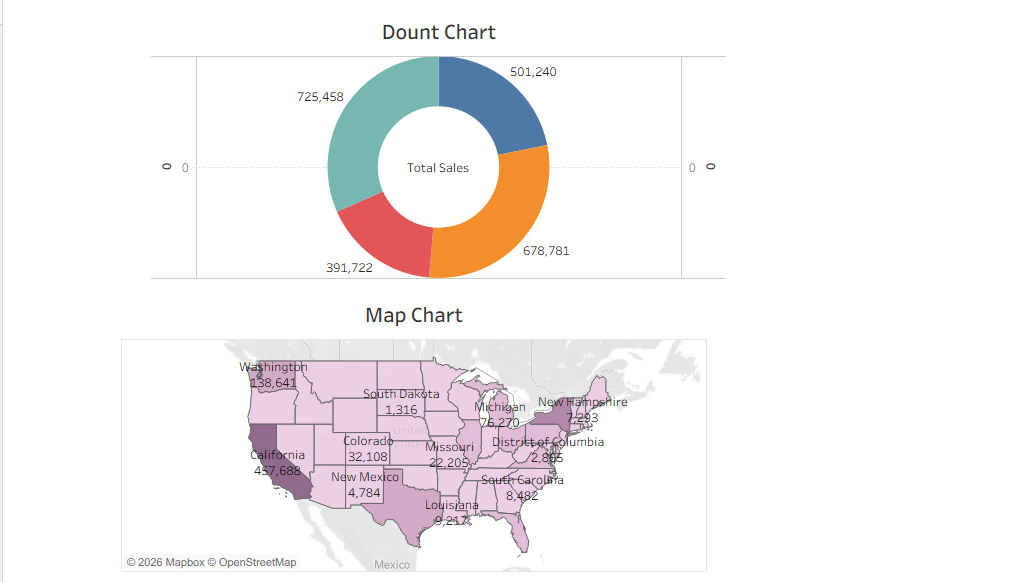 Dount Chart
501,240
725,458
0 0 Total Sales 0 0
678,781
391,722
Map Chart
Washington
138,641
South Dakota
1,316
New Hampshire
7,293
Michigan
76,270
United
Colorado
32,108
District of Columbia
2,865
Missouri
22,205
California
457,688
New Mexico
4,784
South Carolina
8,482
Louisiana
9,217
© 2026 Mapbox © OpenStreetMap
Mexico